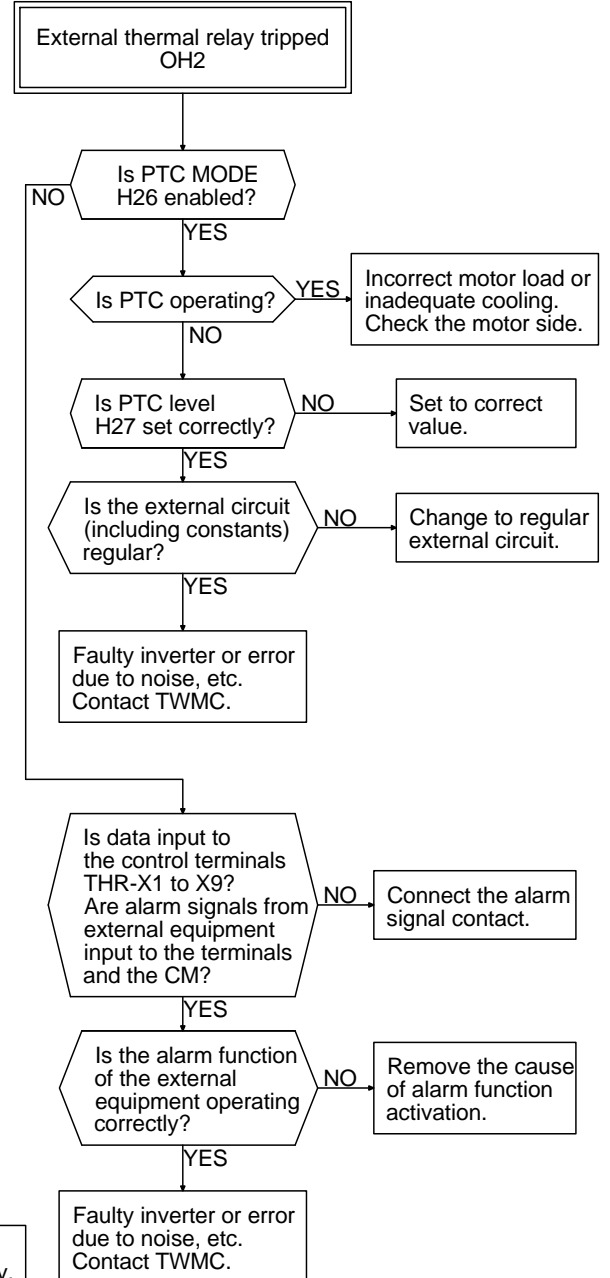 External thermal relay tripped
OH2
Is PTC MODE
H26 enabled?
NO
YES
Is PTC operating?
YES
Incorrect motor load or
inadequate cooling.
Check the motor side.
NO
Is PTC level
H27 set correctly?
NO
Set to correct
value.
YES
Is the external circuit
(including constants)
regular?
NO
Change to regular
external circuit.
YES
Faulty inverter or error
due to noise, etc.
Contact TWMC.
Is data input to
the control terminals
THR-X1 to X9?
Are alarm signals from
external equipment
input to the terminals
and the CM?
NO
Connect the alarm
signal contact.
YES
Is the alarm function
of the external
equipment operating
correctly?
NO
Remove the cause
of alarm function
activation.
YES
Faulty inverter or error
due to noise, etc.
Contact TWMC.